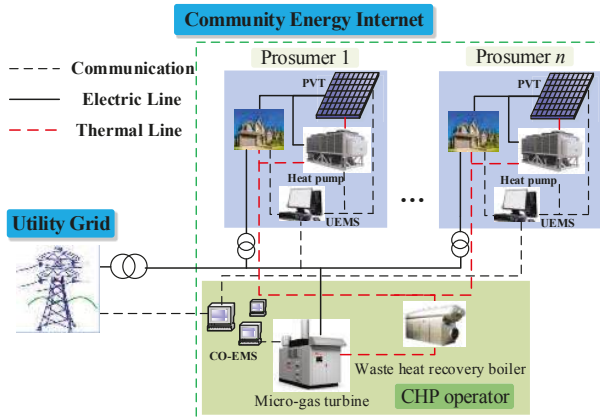 Community Energy Internet
Communication
Electric Line
Thermal Line
Prosumer 1
PVT
Heat pump
UEMS
...
Prosumer n
PVT
Heat pump
UEMS
Utility Grid
CO-EMS
Micro-gas turbine
Waste heat recovery boiler
CHP operator